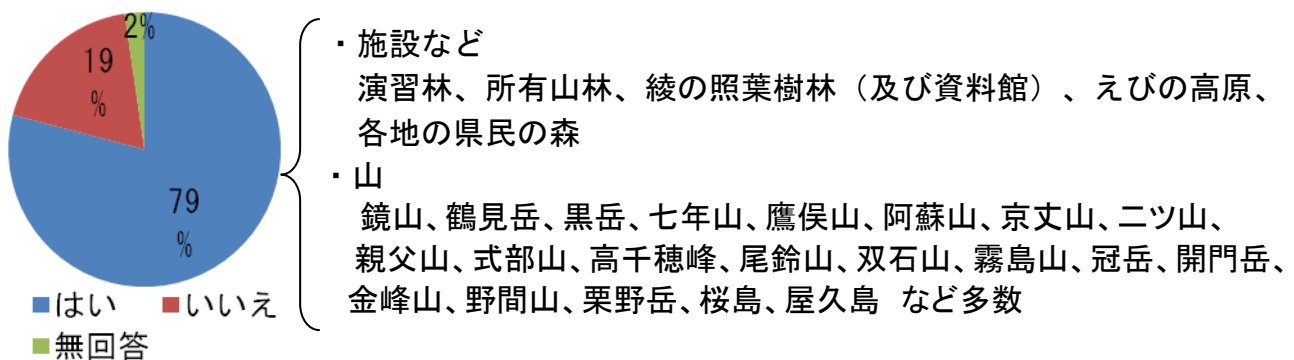 2%
19
%
79
%
■はい ■いいえ
■無回答
・施設など
演習林、所有山林、綾の照葉樹林（及び資料館）、えびの高原、
各地の県民の森
・山
鏡山、鶴見岳、黒岳、七年山、鷹俣山、阿蘇山、京丈山、二ツ山、
親父山、式部山、高千穂峰、尾鈴山、双石山、霧島山、冠岳、開門岳、
金峰山、野間山、栗野岳、桜島、屋久島 など多数